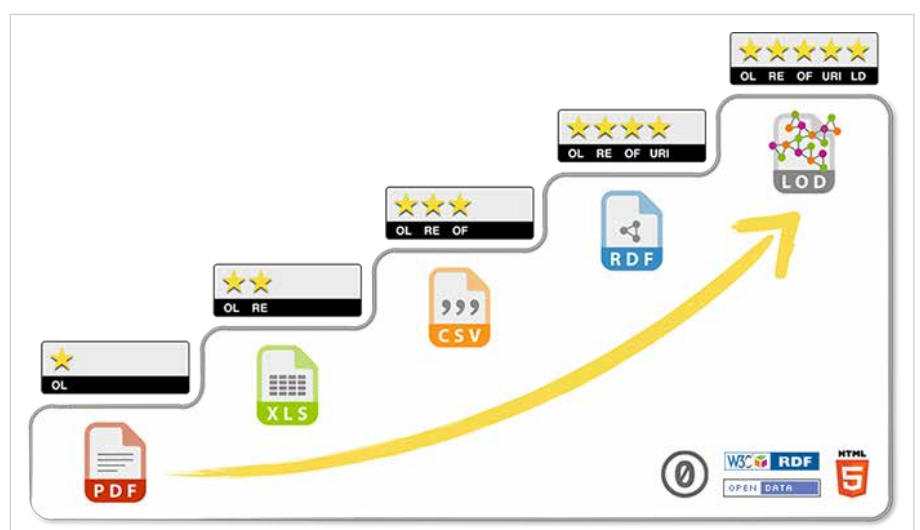 OL RE OF URI LD
OL RE OF URI
LOD
OL RE OF
RDF
OL RE
CSV
OL
XLS
PDF
0
W3C RDF
OPEN DATA
HTML
5